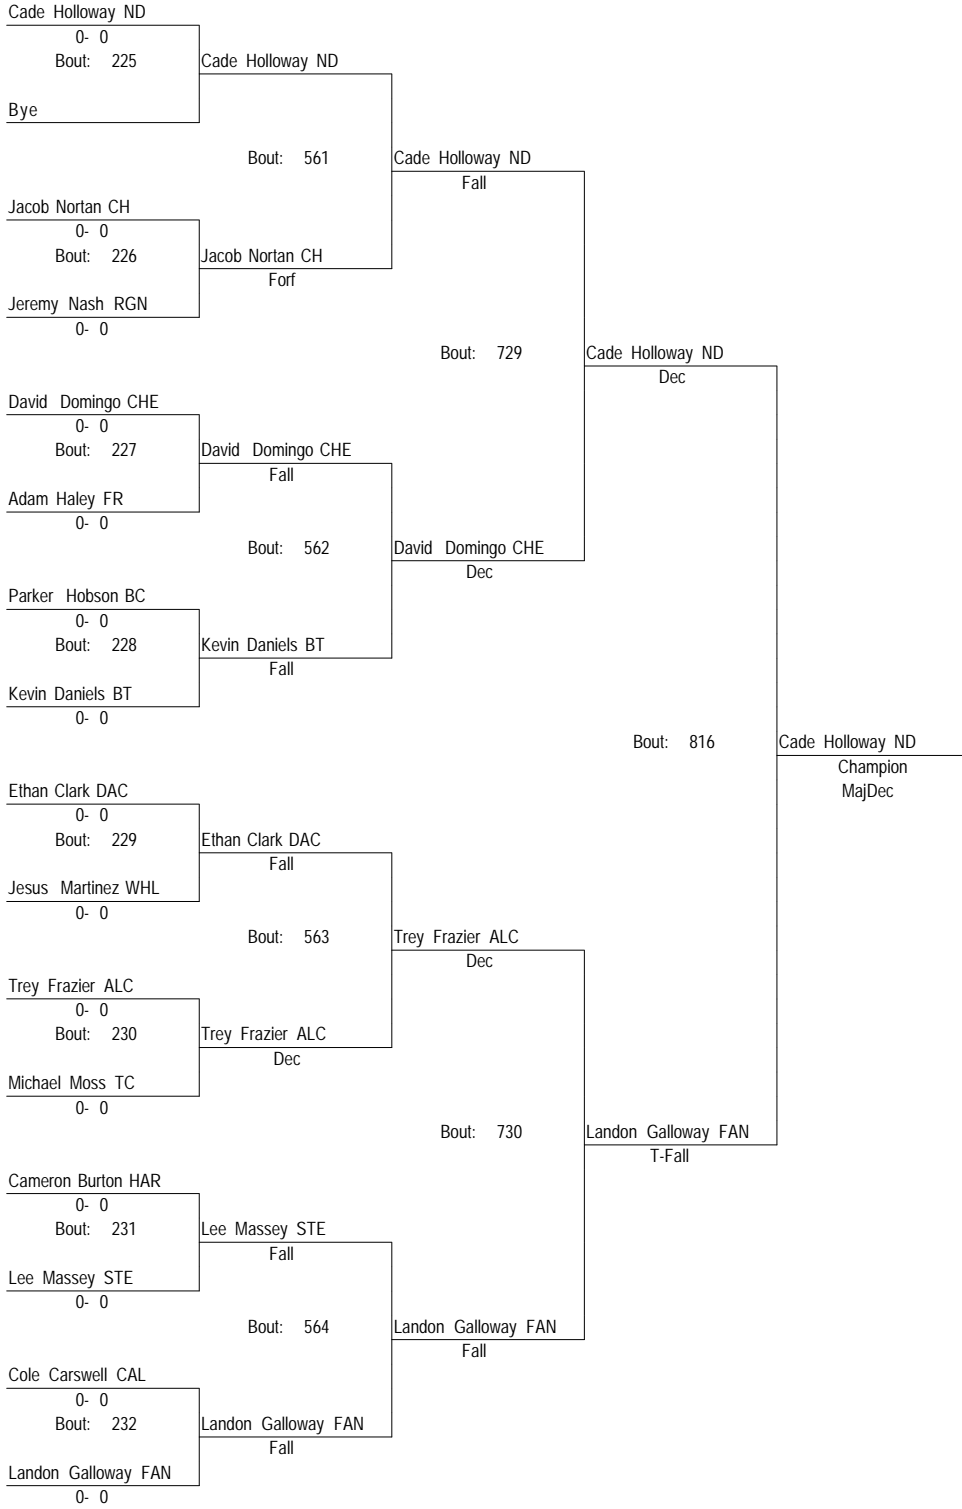 Cade Holloway ND
0- 0
Bout: 225
Cade Holloway ND
Bye
Bout: 561
Cade Holloway ND
Fall
Jacob Nortan CH
0- 0
Bout: 226
Jacob Nortan CH
Forf
Jeremy Nash RGN
0- 0
Bout: 729
Cade Holloway ND
Dec
David Domingo CHE
0- 0
Bout: 227
David Domingo CHE
Fall
Adam Haley FR
0- 0
Bout: 562
David Domingo CHE
Dec
Parker Hobson BC
0- 0
Bout: 228
Kevin Daniels BT
Fall
Kevin Daniels BT
0- 0
Bout: 816
Cade Holloway ND
Champion
MajDec
Ethan Clark DAC
0- 0
Bout: 229
Ethan Clark DAC
Fall
Jesus Martinez WHL
0- 0
Bout: 563
Trey Frazier ALC
Dec
Trey Frazier ALC
0- 0
Bout: 230
Trey Frazier ALC
Dec
Michael Moss TC
0- 0
Bout: 730
Landon Galloway FAN
T-Fall
Cameron Burton HAR
0- 0
Bout: 231
Lee Massey STE
Fall
Lee Massey STE
0- 0
Bout: 564
Landon Galloway FAN
Fall
Cole Carswell CAL
0- 0
Bout: 232
Landon Galloway FAN
Fall
Landon Galloway FAN
0- 0